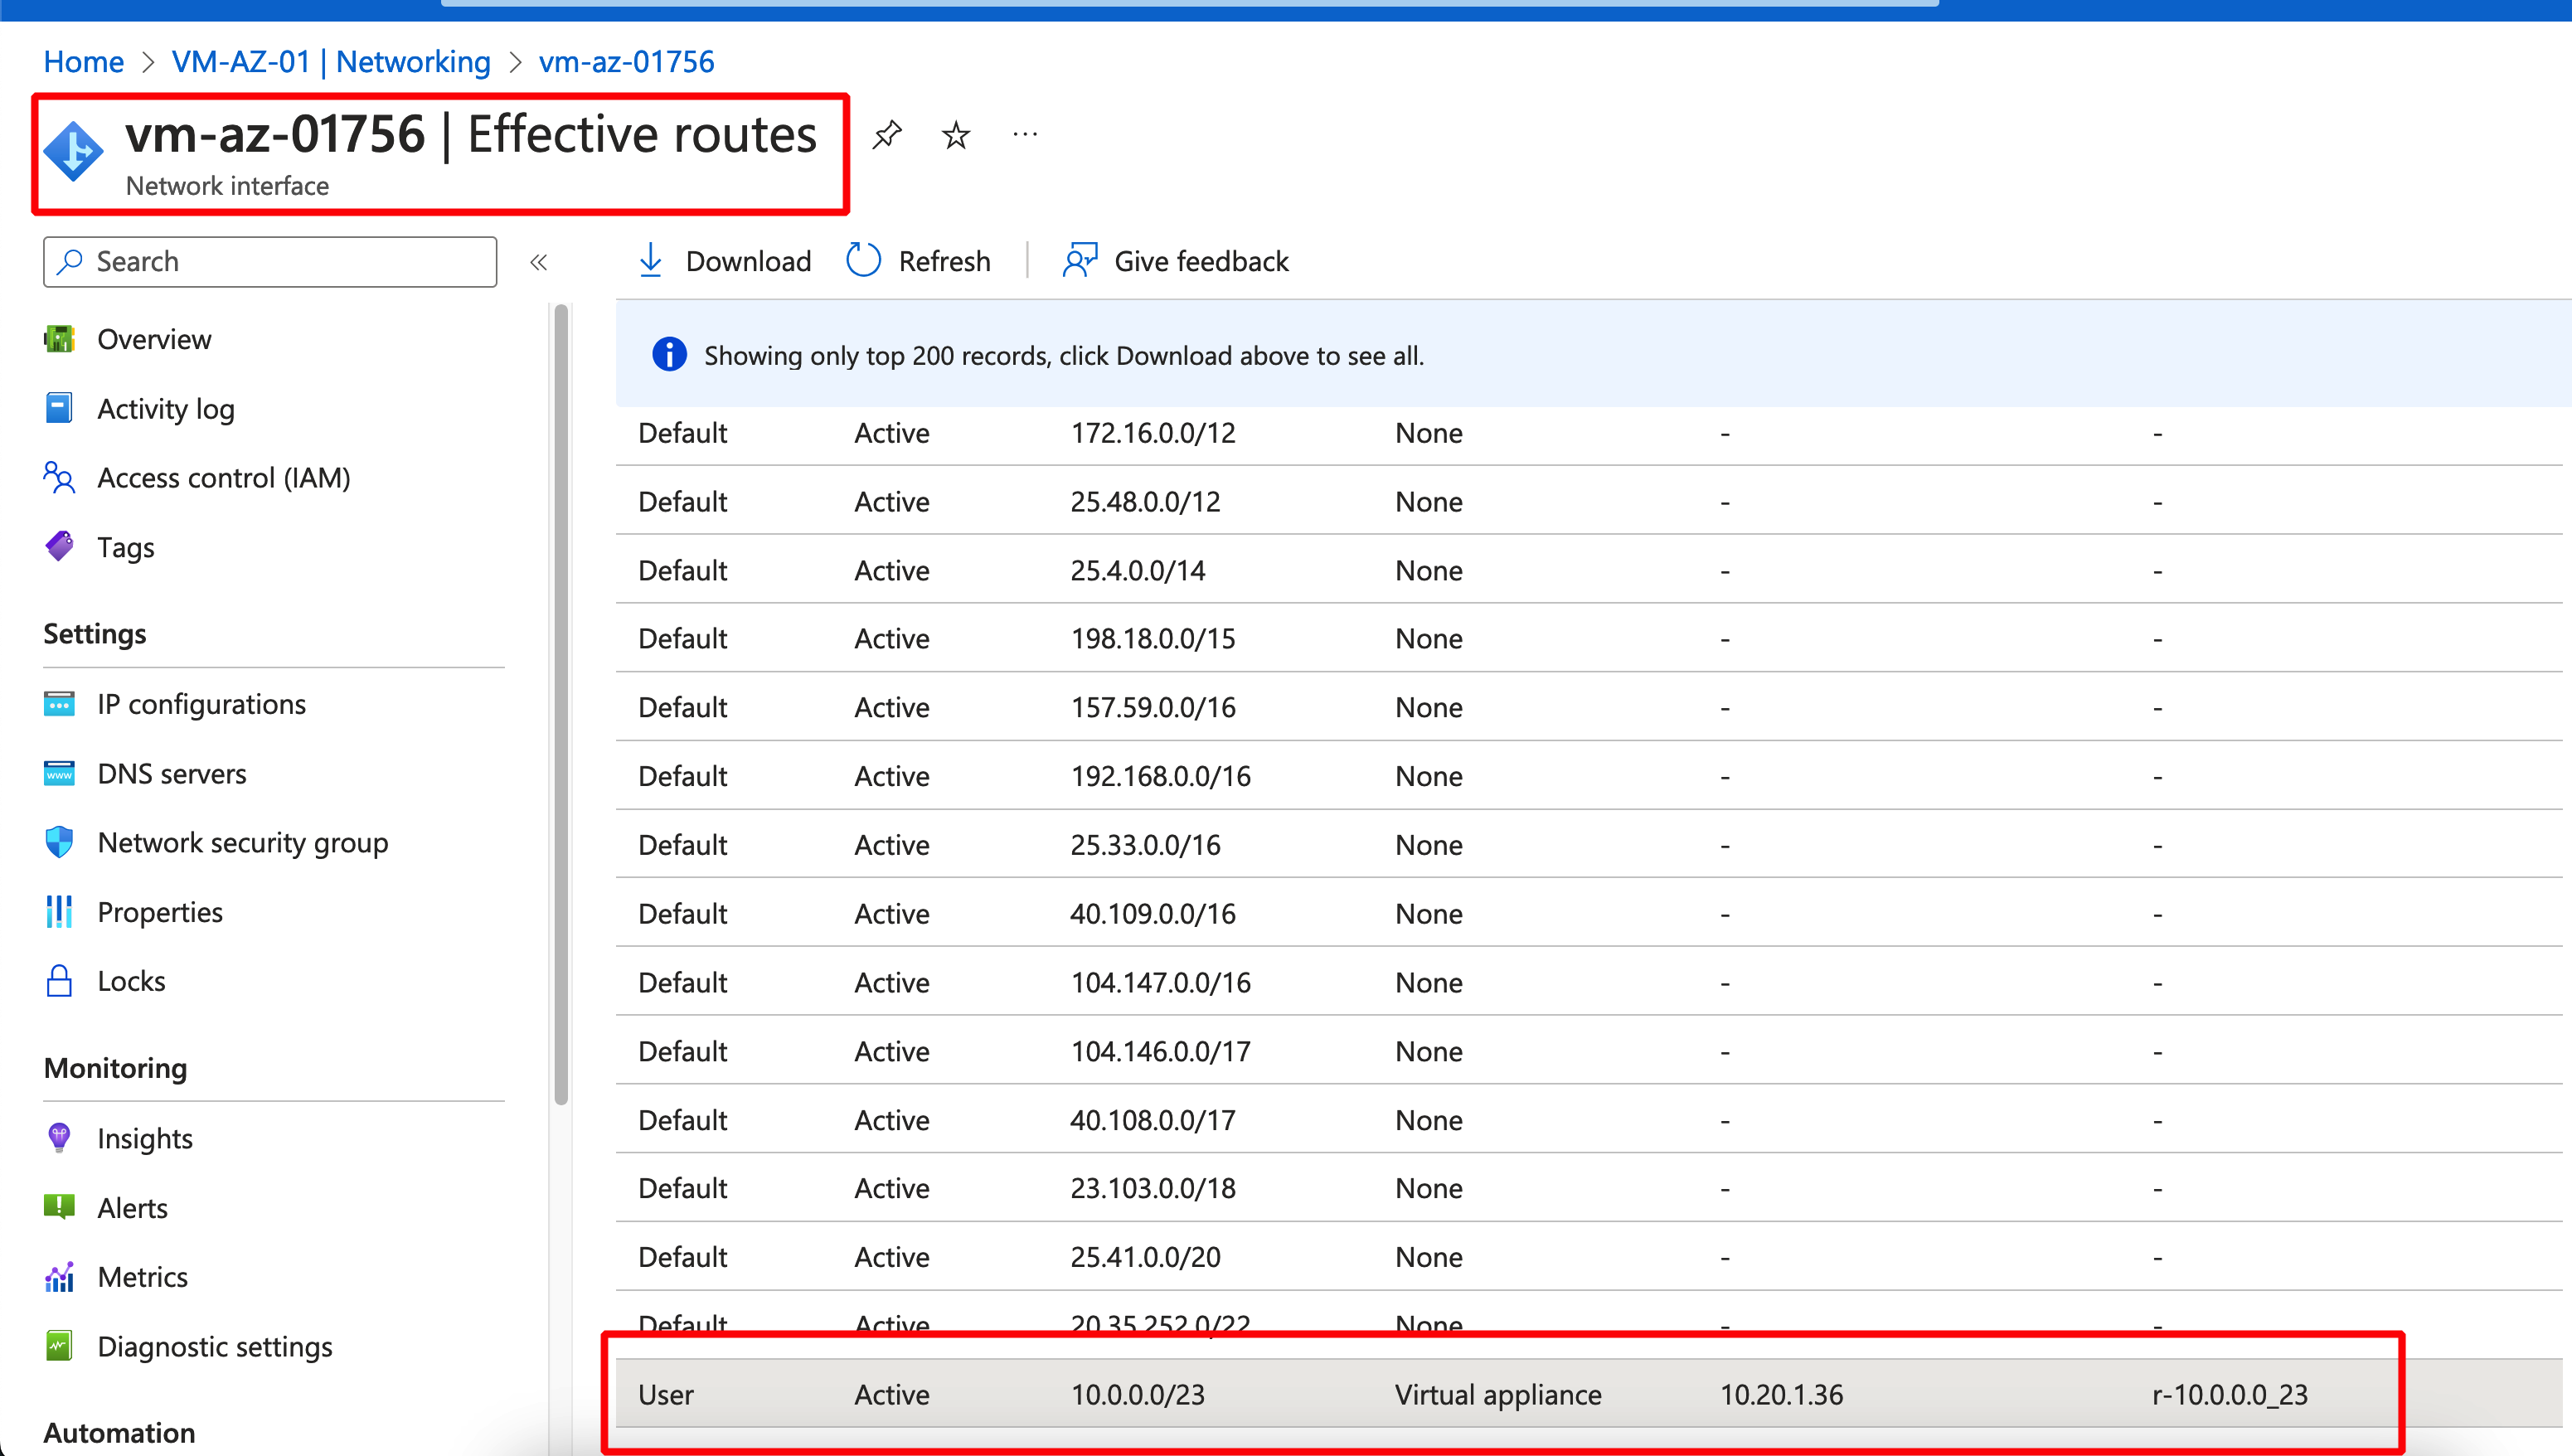 Home > VM-AZ-01 | Networking > vm-az-01756
vm-az-01756 | Effective routes
Network interface
Search
Download Refresh Give feedback
Showing only top 200 records, click Download above to see all.
Overview
Activity log
Access control (IAM)
Tags
Settings
IP configurations
DNS servers
Network security group
Properties
Locks
Monitoring
Insights
Alerts
Metrics
Diagnostic settings
Automation
Default Active 172.16.0.0/12 None - -
Default Active 25.48.0.0/12 None - -
Default Active 25.4.0.0/14 None - -
Default Active 198.18.0.0/15 None - -
Default Active 157.59.0.0/16 None - -
Default Active 192.168.0.0/16 None - -
Default Active 25.33.0.0/16 None - -
Default Active 40.109.0.0/16 None - -
Default Active 104.147.0.0/16 None - -
Default Active 104.146.0.0/17 None - -
Default Active 40.108.0.0/17 None - -
Default Active 23.103.0.0/18 None - -
Default Active 25.41.0.0/20 None - -
Default Active 20.35.252.0/22 None - -
User Active 10.0.0.0/23 Virtual appliance 10.20.1.36 r-10.0.0.0_23